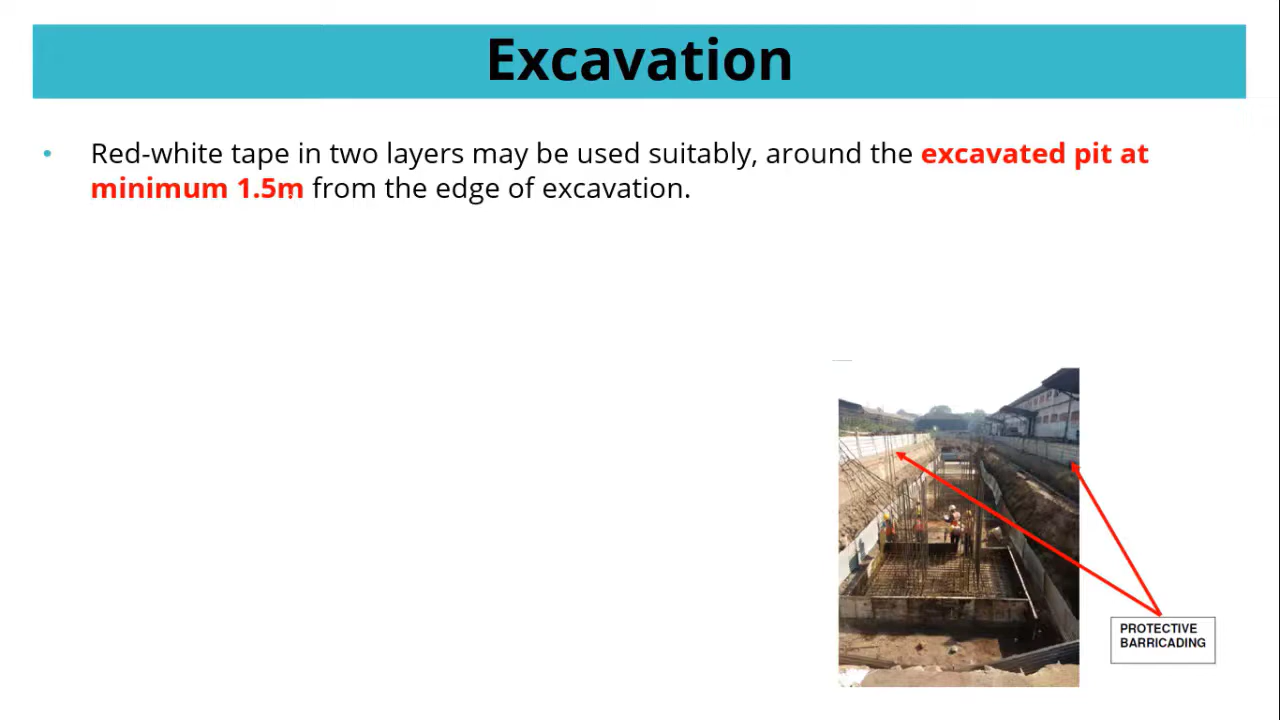 Excavation
Red-white tape in two layers may be used suitably, around the excavated pit at
minimum 1.5m from the edge of excavation.
PROTECTIVE
BARRICADING